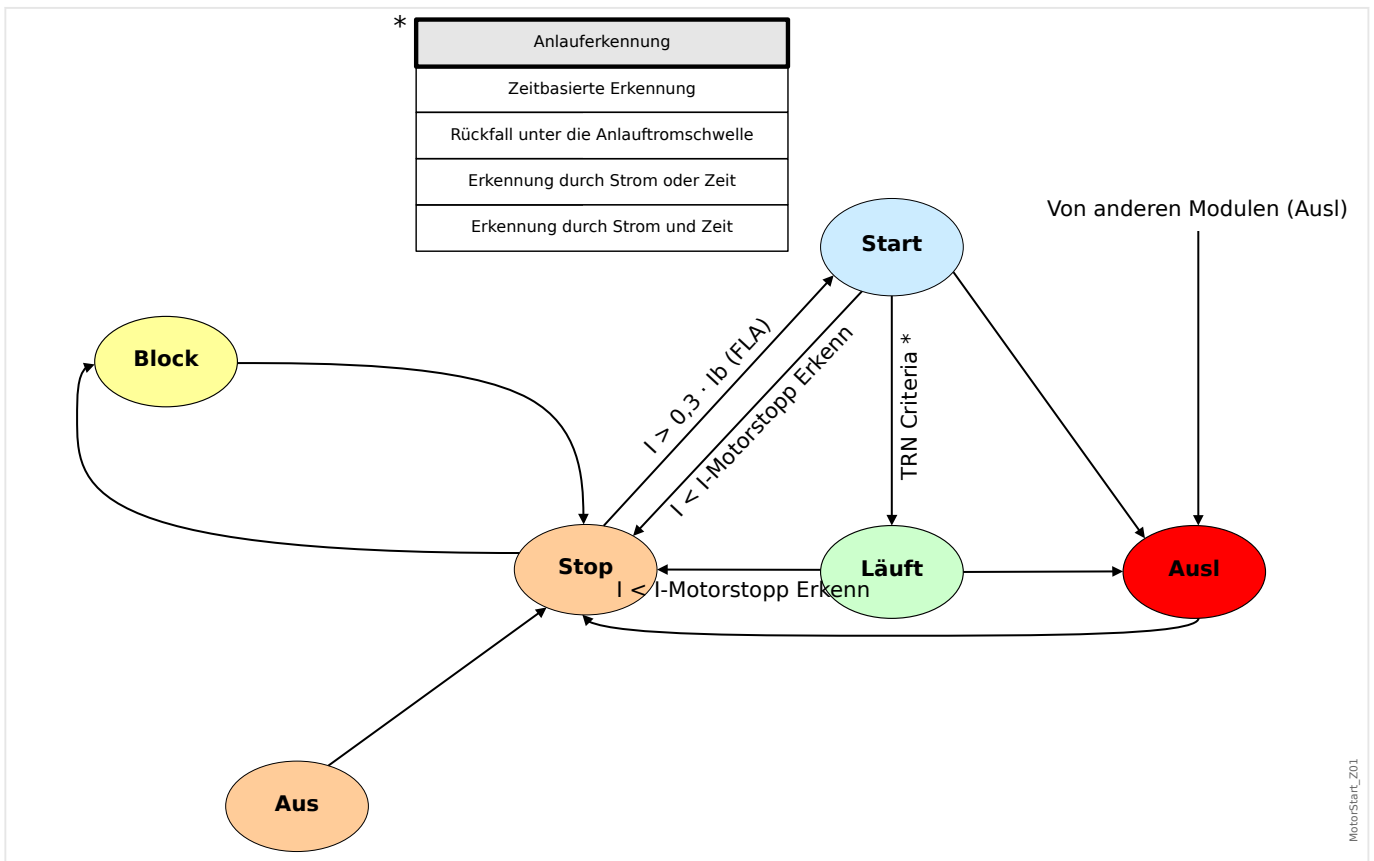 *
Anlauferkennung
Zeitbasierte Erkennung
Rückfall unter die Anlauftromschwelle
Erkennung durch Strom oder Zeit
Erkennung durch Strom und Zeit
Von anderen Modulen (Ausl)
Start
Block
I > 0,3 · Ib (FLA)
I < I-Motorstopp Erkenn
TRN Criteria *
Stop
Läuft
Ausl
I < I-Motorstopp Erkenn
Aus
MotorStart_Z01